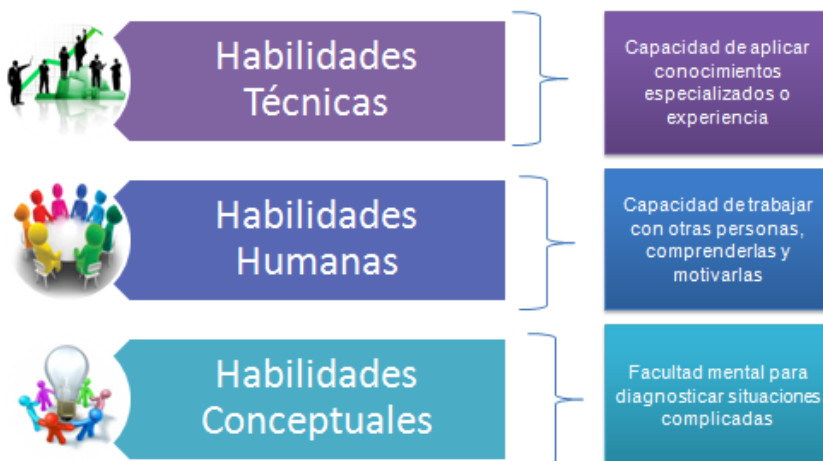 Habilidades
Técnicas
Capacidad de aplicar
conocimientos
especializados o
experiencia
Habilidades
Humanas
Capacidad de trabajar
con otras personas,
comprenderlas y
motivarlas
Habilidades
Conceptuales
Facultad mental para
diagnosticar situaciones
complicadas